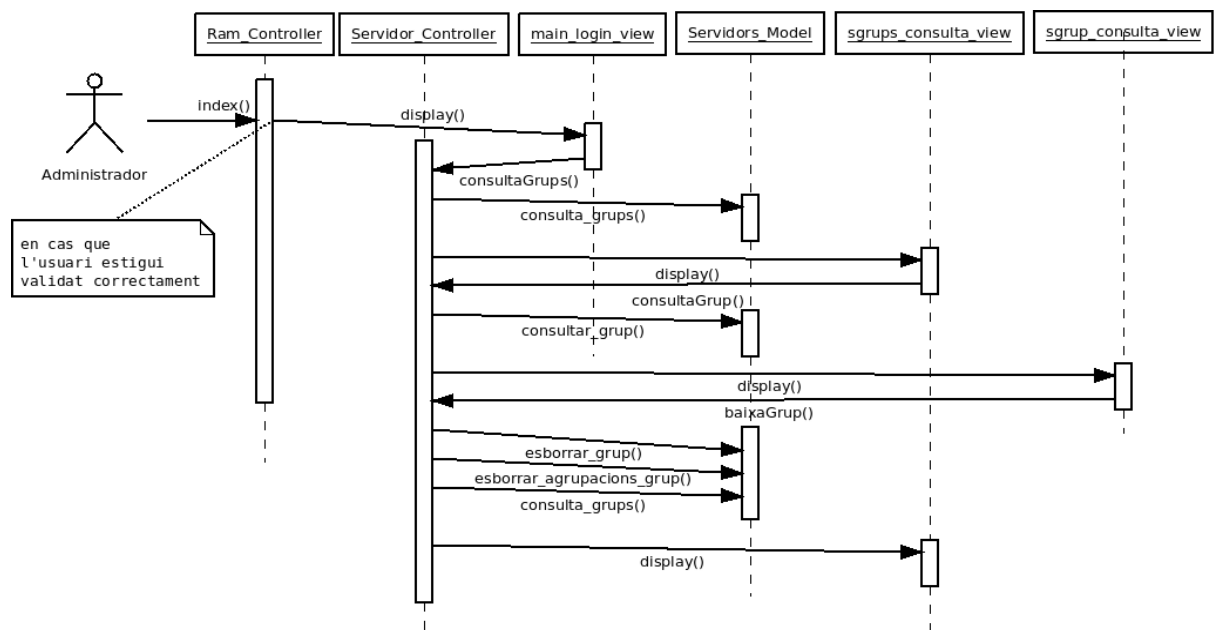 Ram_Controller
Servidor_Controller
main_login_view
Servidors_Model
sgrups_consulta_view
sgrup_consulta_view
index()
display()
Administrador
consultaGrups()
consulta_grups()
en cas que
l'usuari estigui
validat correctament
display()
consultaGrup()
consultar_grup()
display()
baixaGrup()
esborrar_grup()
esborrar_agrupacions_grup()
consulta_grups()
display()